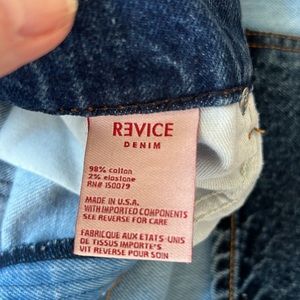 REVICE
DENIM
98% cotton
2% elastane
RN# 150079
MADE IN U.S.A.
WITH IMPORTED COMPONENTS
SEE REVERSE FOR CARE
FABRIQUE AUX ETATS-UNIS
DE TISSUS IMPORTE'S
VIT REVERSE POUR SOIN